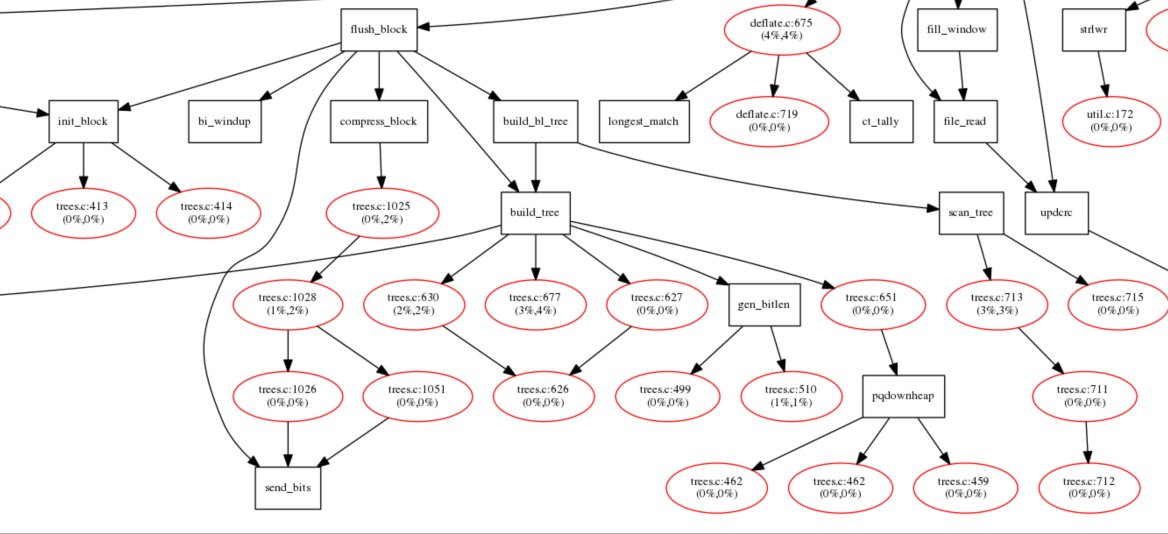 flush_block
deflate.c:675
(4%,4%)
fill_window
strlwr
init_block
bi_windup
compress_block
build_bl_tree
longest_match
deflate.c:719
(0%,0%)
ct_tally
file_read
util.c:172
(0%,0%)
trees.c:413
(0%,0%)
trees.c:414
(0%,0%)
trees.c:1025
(0%,2%)
build_tree
scan_tree
updcrc
trees.c:1028
(1%,2%)
trees.c:630
(2%,2%)
trees.c:677
(3%,4%)
trees.c:627
(0%,0%)
gen_bitlen
trees.c:651
(0%,0%)
trees.c:713
(3%,3%)
trees.c:715
(0%,0%)
trees.c:1026
(0%,0%)
trees.c:1051
(0%,0%)
trees.c:626
(0%,0%)
trees.c:499
(0%,0%)
trees.c:510
(1%,1%)
pqdownheap
trees.c:711
(0%,0%)
send_bits
trees.c:462
(0%,0%)
trees.c:462
(0%,0%)
trees.c:459
(0%,0%)
trees.c:712
(0%,0%)